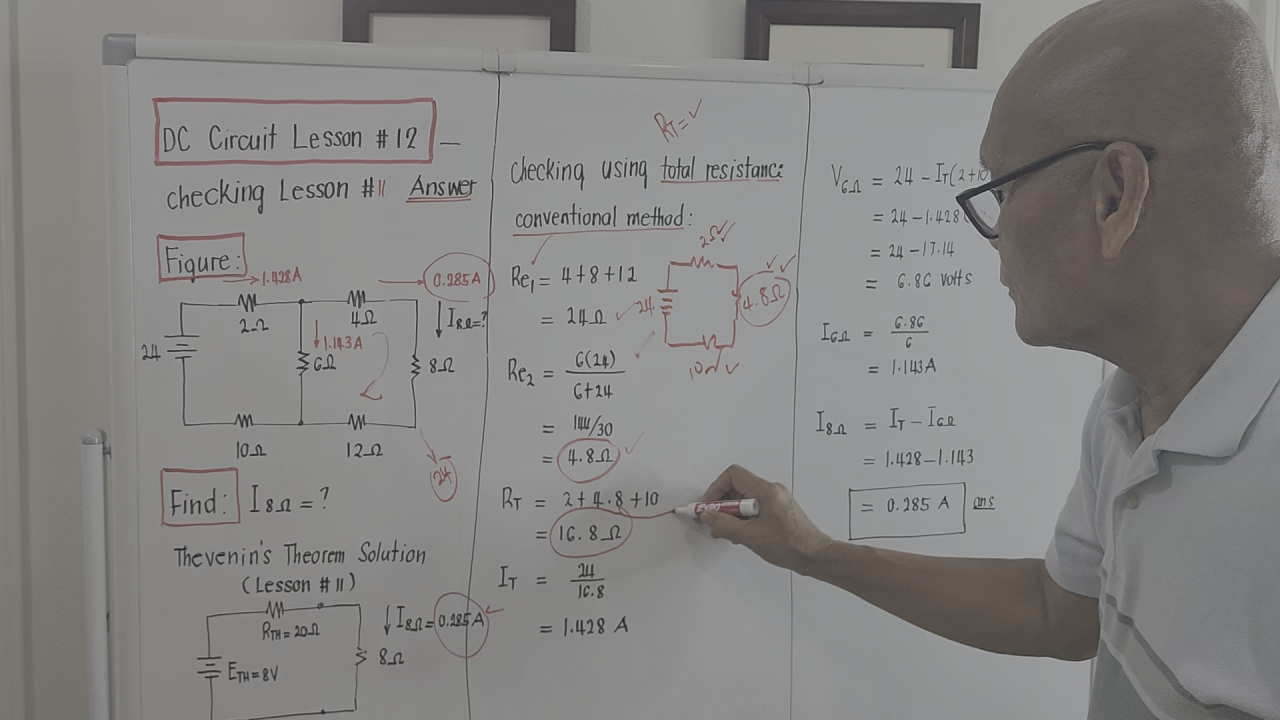 DC Circuit Lesson #12 —
checking Lesson #11 Answer
Figure:
1.428A
0.285A
2Ω
4Ω
I8Ω=?
24
1.143A
6Ω
8Ω
10Ω
12Ω
24
Find: I8Ω = ?
Thevenin's Theorem Solution
(Lesson #11)
RTH = 20Ω
I8Ω = 0.285A
8Ω
ETH = 8V
RT = ✓
checking using total resistance
conventional method:
2Ω
24
4.8Ω
10Ω
Re1 = 4+8+12
= 24Ω
Re2 = 6(24)
6+24
= 144/30
= 4.8Ω
RT = 2+4.8+10
= 16.8Ω
IT = 24
16.8
= 1.428 A
V6Ω = 24 - IT(2+10
= 24 - 1.428
= 24 - 17.14
= 6.86 volts
I6Ω = 6.86
6
= 1.143A
I8Ω = IT - I6Ω
= 1.428 - 1.143
= 0.285 A ans